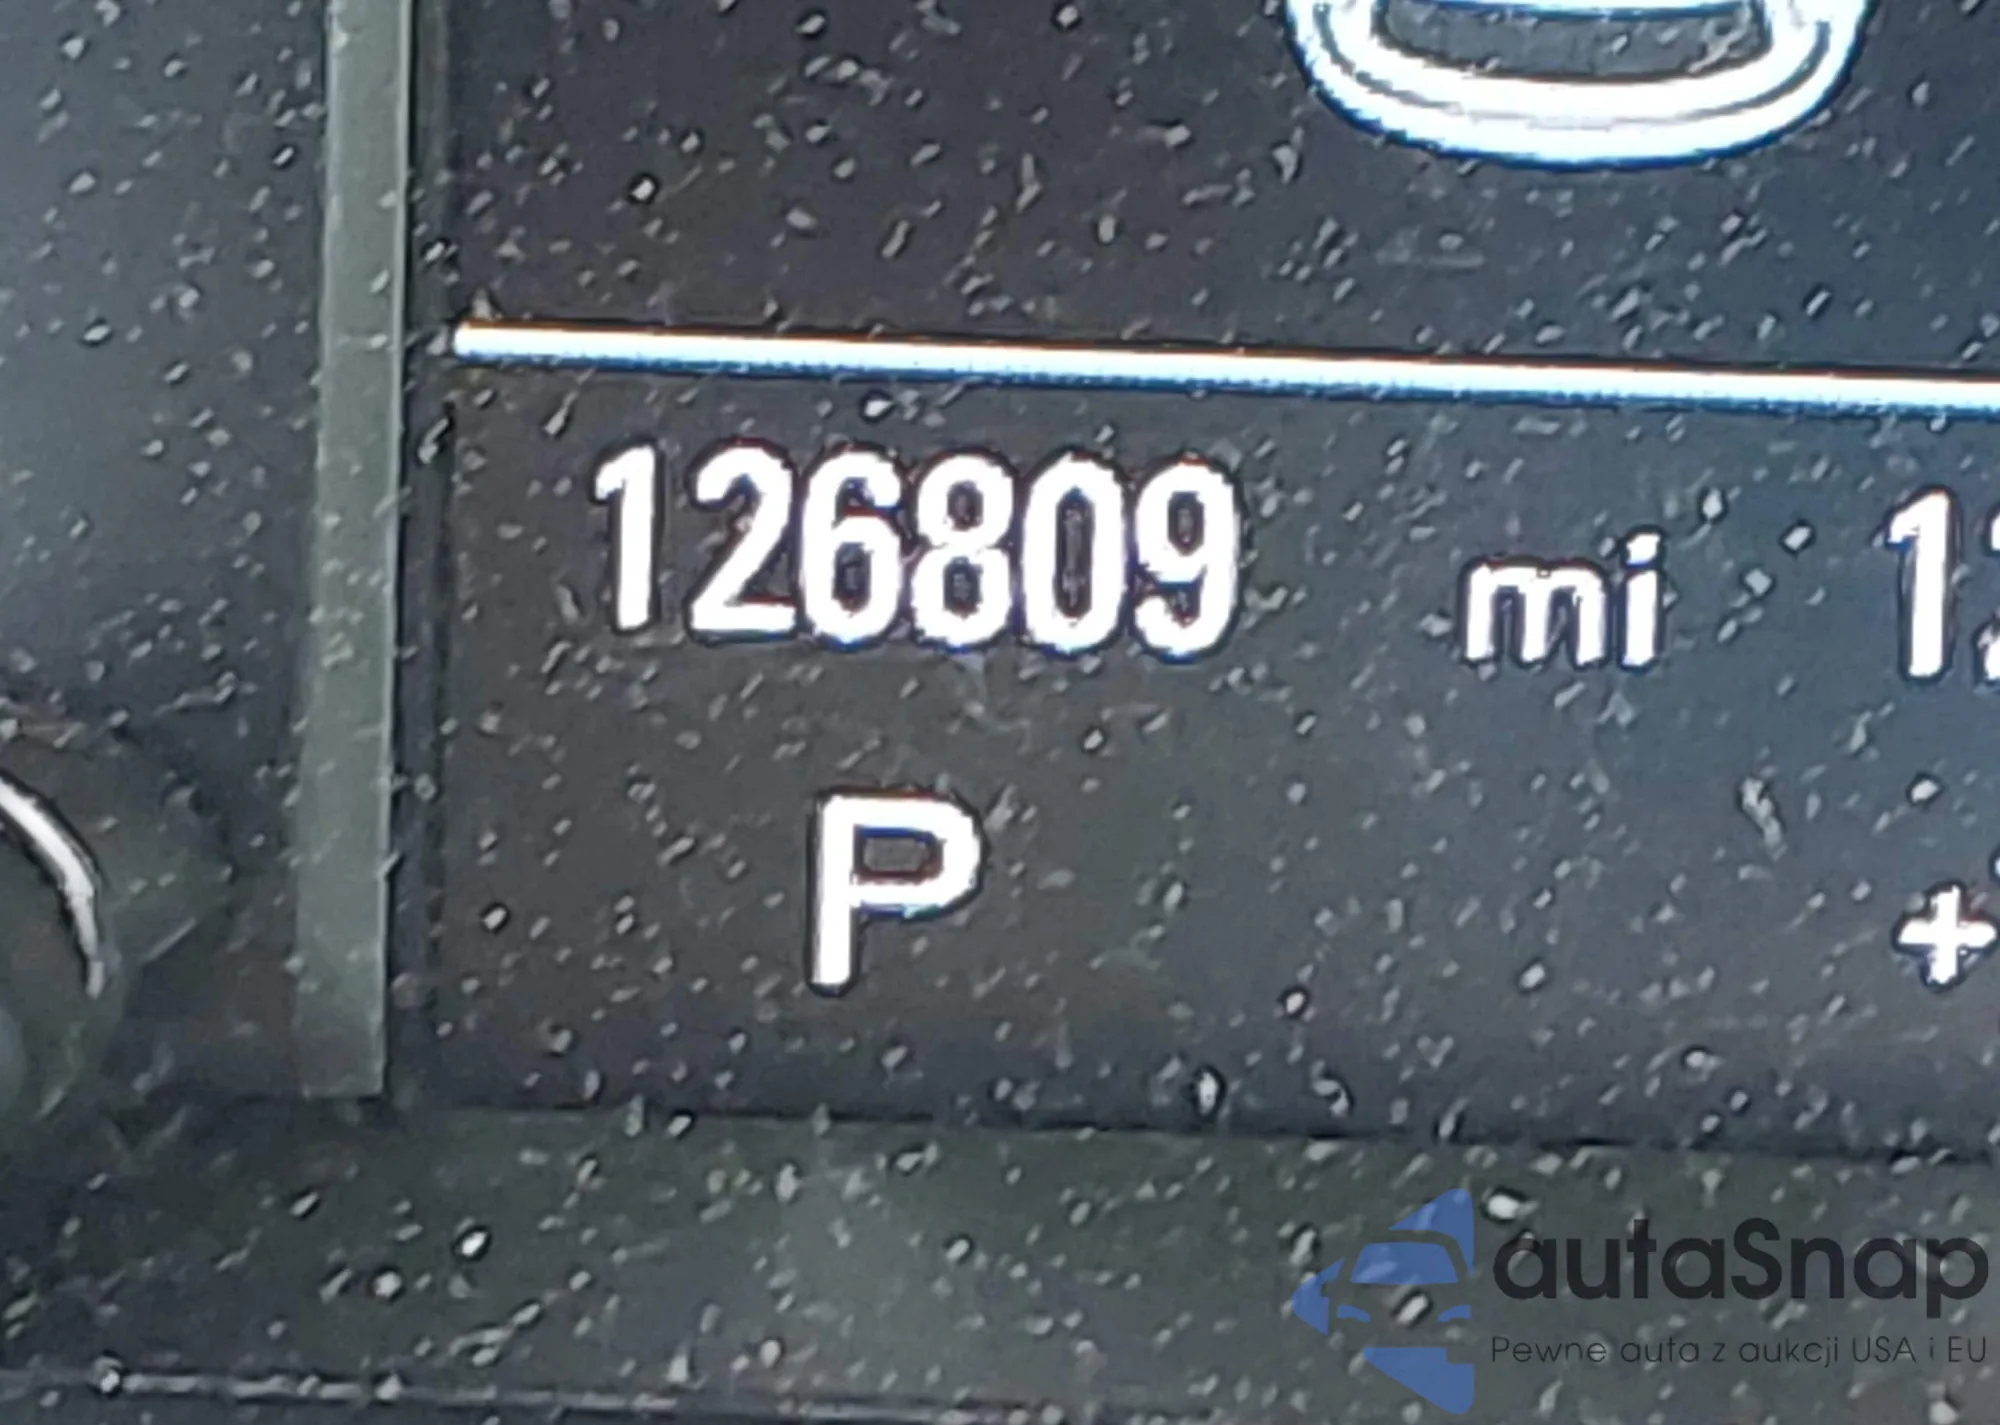 126809 mi
P
+
autaSnap
Pewne auta z aukcji USA i EU